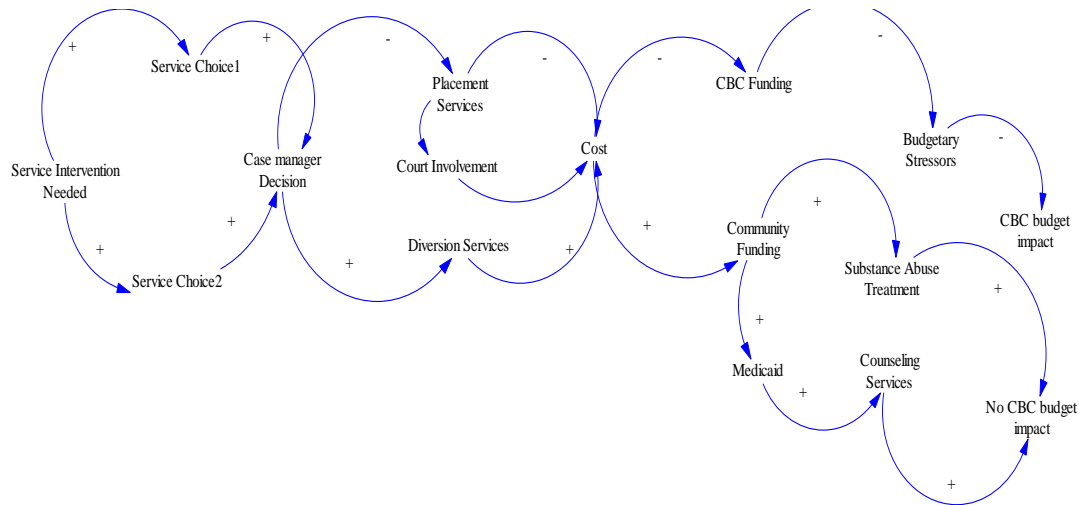 +
Service Choice1
+
-
Placement
Services
-
-
CBC Funding
-
Budgetary
Stressors
-
CBC budget
impact
Service Intervention
Needed
Case manager
Decision
Court Involvement
Cost
+
Service Choice2
+
+
Diversion Services
+
+
Community
Funding
+
Substance Abuse
Treatment
+
+
Medicaid
+
Counseling
Services
+
No CBC budget
impact